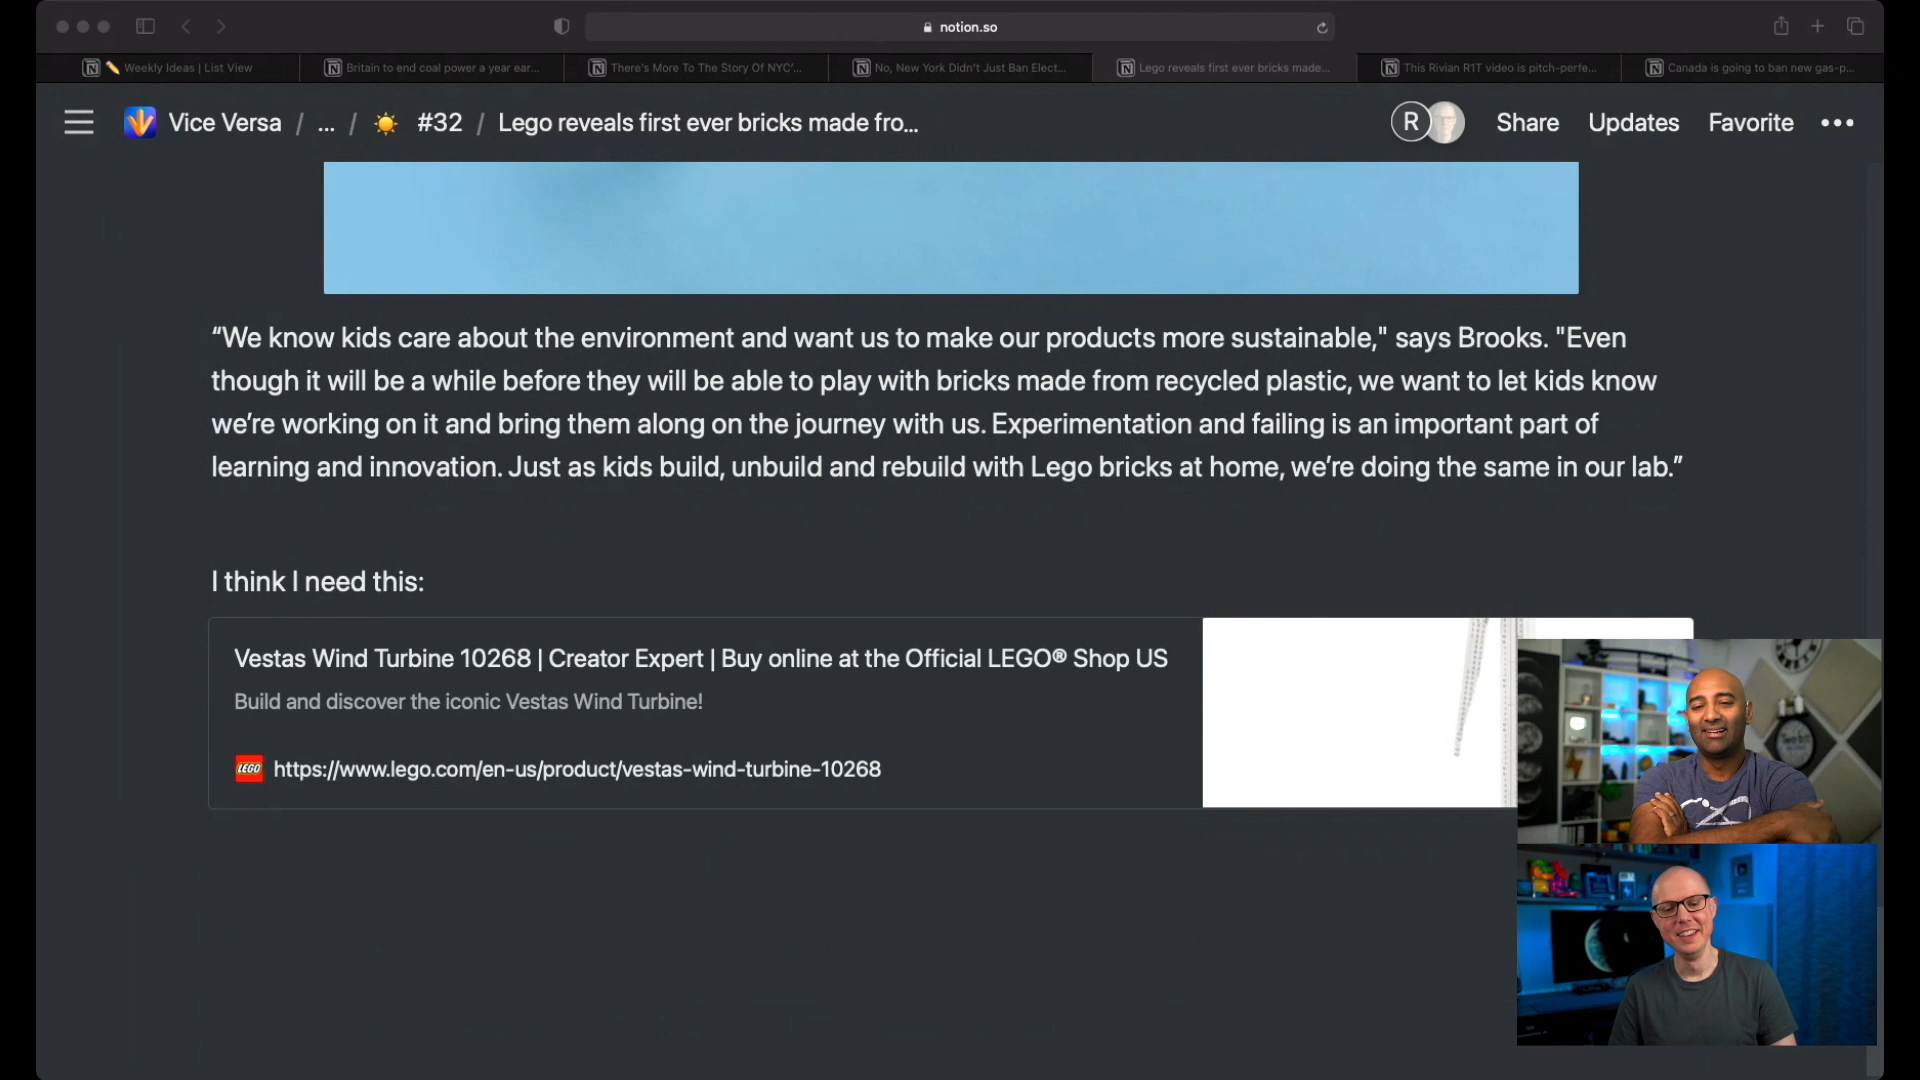 notion.so
✏️ Weekly Ideas | List View
Britain to end coal power a year ear...
There's More To The Story Of NYC'...
No, New York Didn't Just Ban Elect...
Lego reveals first ever bricks made...
This Rivian R1T video is pitch-perfe...
Canada is going to ban new gas-p...
Vice Versa / ... / ☀️ #32 / Lego reveals first ever bricks made fro...
R
Share
Updates
Favorite
“We know kids care about the environment and want us to make our products more sustainable," says Brooks. "Even
though it will be a while before they will be able to play with bricks made from recycled plastic, we want to let kids know
we’re working on it and bring them along on the journey with us. Experimentation and failing is an important part of
learning and innovation. Just as kids build, unbuild and rebuild with Lego bricks at home, we’re doing the same in our lab.”
I think I need this:
Vestas Wind Turbine 10268 | Creator Expert | Buy online at the Official LEGO® Shop US
Build and discover the iconic Vestas Wind Turbine!
LEGO
https://www.lego.com/en-us/product/vestas-wind-turbine-10268